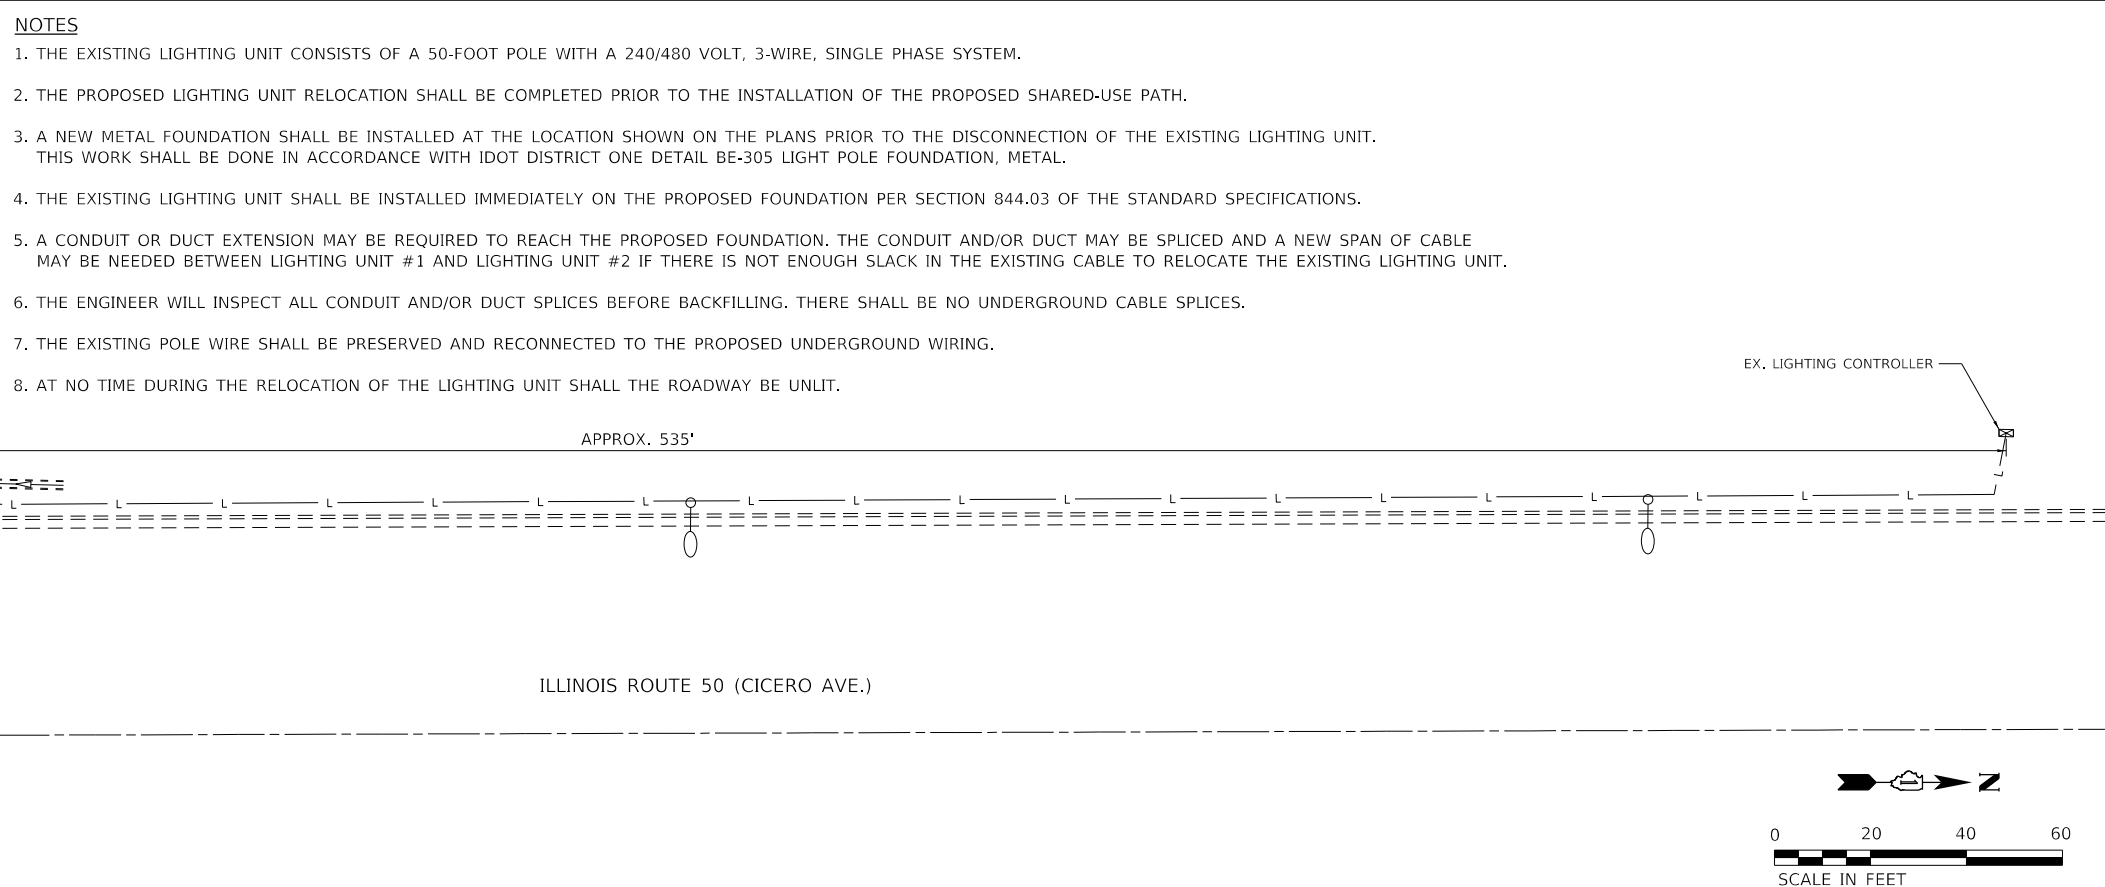 NOTES
1. THE EXISTING LIGHTING UNIT CONSISTS OF A 50-FOOT POLE WITH A 240/480 VOLT, 3-WIRE, SINGLE PHASE SYSTEM.
2. THE PROPOSED LIGHTING UNIT RELOCATION SHALL BE COMPLETED PRIOR TO THE INSTALLATION OF THE PROPOSED SHARED-USE PATH.
3. A NEW METAL FOUNDATION SHALL BE INSTALLED AT THE LOCATION SHOWN ON THE PLANS PRIOR TO THE DISCONNECTION OF THE EXISTING LIGHTING UNIT.
THIS WORK SHALL BE DONE IN ACCORDANCE WITH IDOT DISTRICT ONE DETAIL BE-305 LIGHT POLE FOUNDATION, METAL.
4. THE EXISTING LIGHTING UNIT SHALL BE INSTALLED IMMEDIATELY ON THE PROPOSED FOUNDATION PER SECTION 844.03 OF THE STANDARD SPECIFICATIONS.
5. A CONDUIT OR DUCT EXTENSION MAY BE REQUIRED TO REACH THE PROPOSED FOUNDATION. THE CONDUIT AND/OR DUCT MAY BE SPLICED AND A NEW SPAN OF CABLE
MAY BE NEEDED BETWEEN LIGHTING UNIT #1 AND LIGHTING UNIT #2 IF THERE IS NOT ENOUGH SLACK IN THE EXISTING CABLE TO RELOCATE THE EXISTING LIGHTING UNIT.
6. THE ENGINEER WILL INSPECT ALL CONDUIT AND/OR DUCT SPLICES BEFORE BACKFILLING. THERE SHALL BE NO UNDERGROUND CABLE SPLICES.
7. THE EXISTING POLE WIRE SHALL BE PRESERVED AND RECONNECTED TO THE PROPOSED UNDERGROUND WIRING.
8. AT NO TIME DURING THE RELOCATION OF THE LIGHTING UNIT SHALL THE ROADWAY BE UNLIT.
EX. LIGHTING CONTROLLER
APPROX. 535'
L
L L L L L L L L L L L L L L L L L L L
ILLINOIS ROUTE 50 (CICERO AVE.)
N
0 20 40 60
SCALE IN FEET